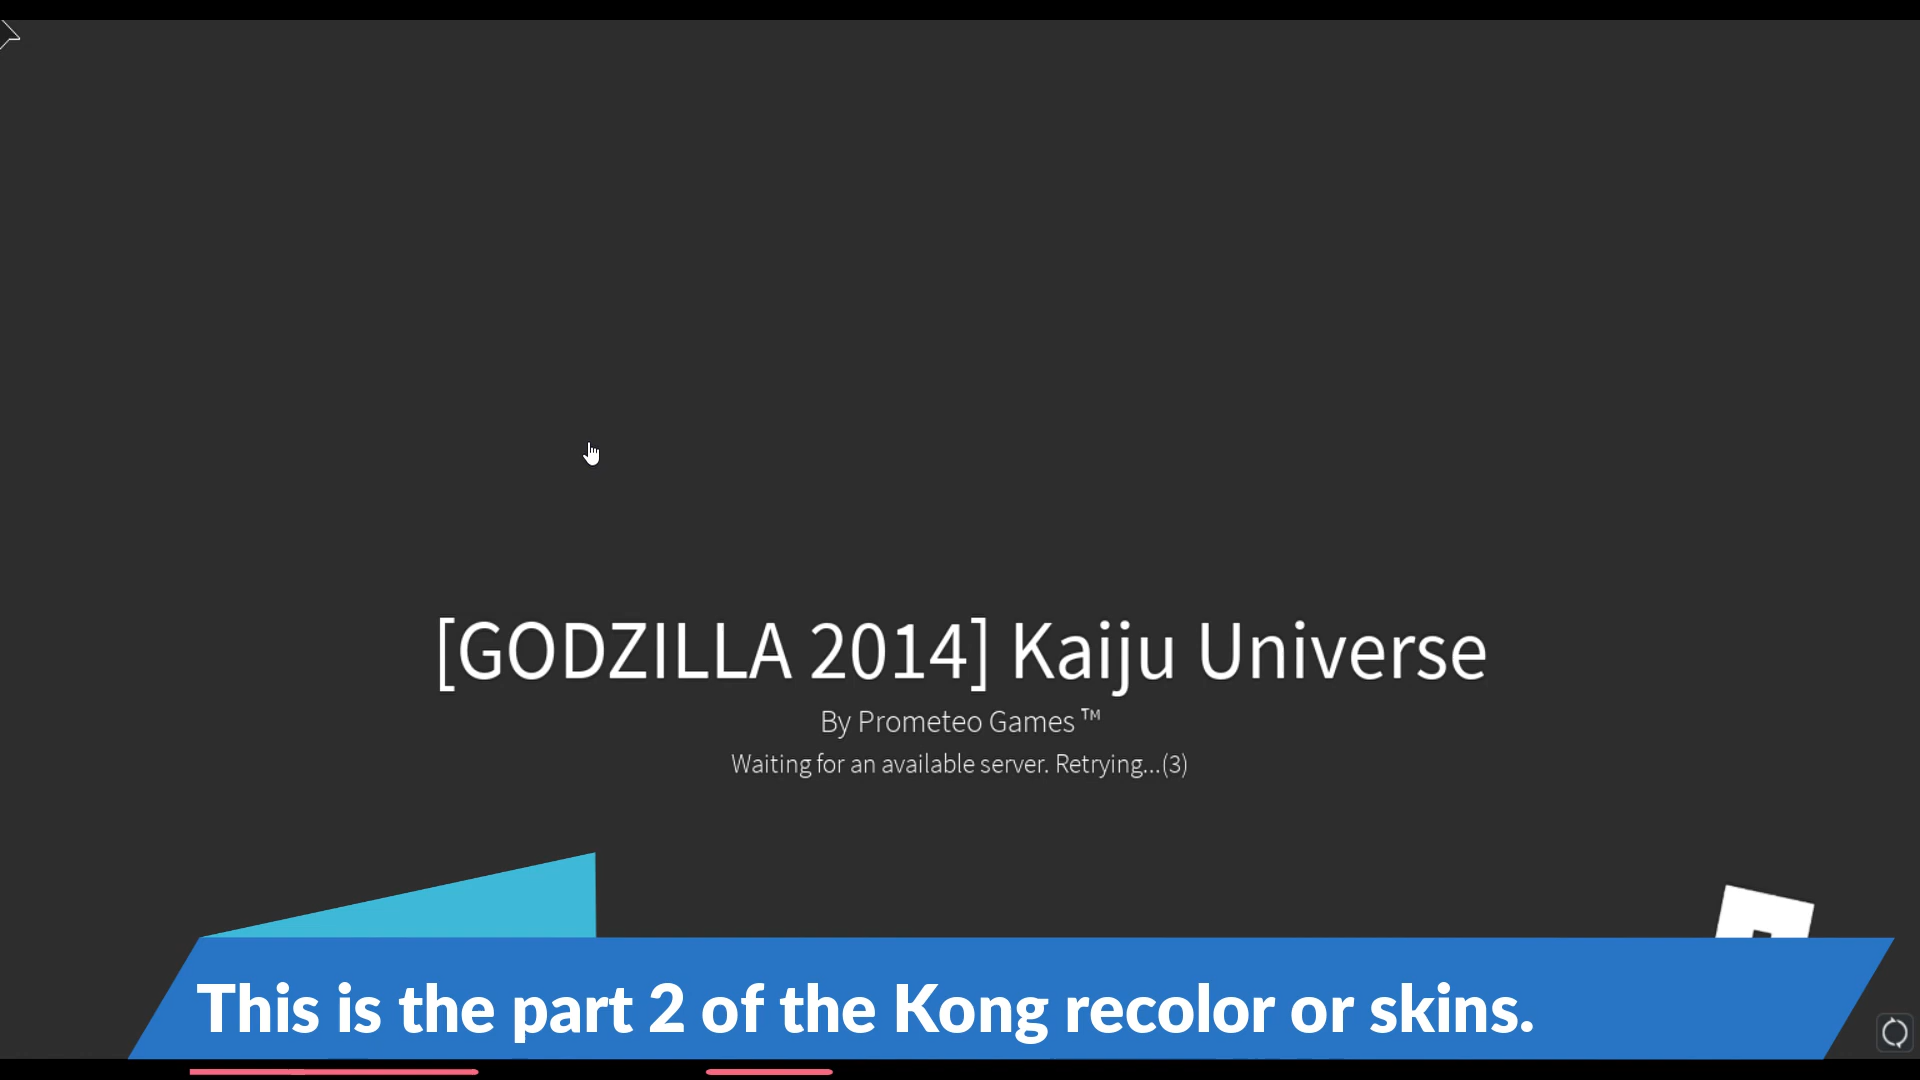 [GODZILLA 2014] Kaiju Universe
By Prometeo Games ™
Waiting for an available server. Retrying...(3)
This is the part 2 of the Kong recolor or skins.